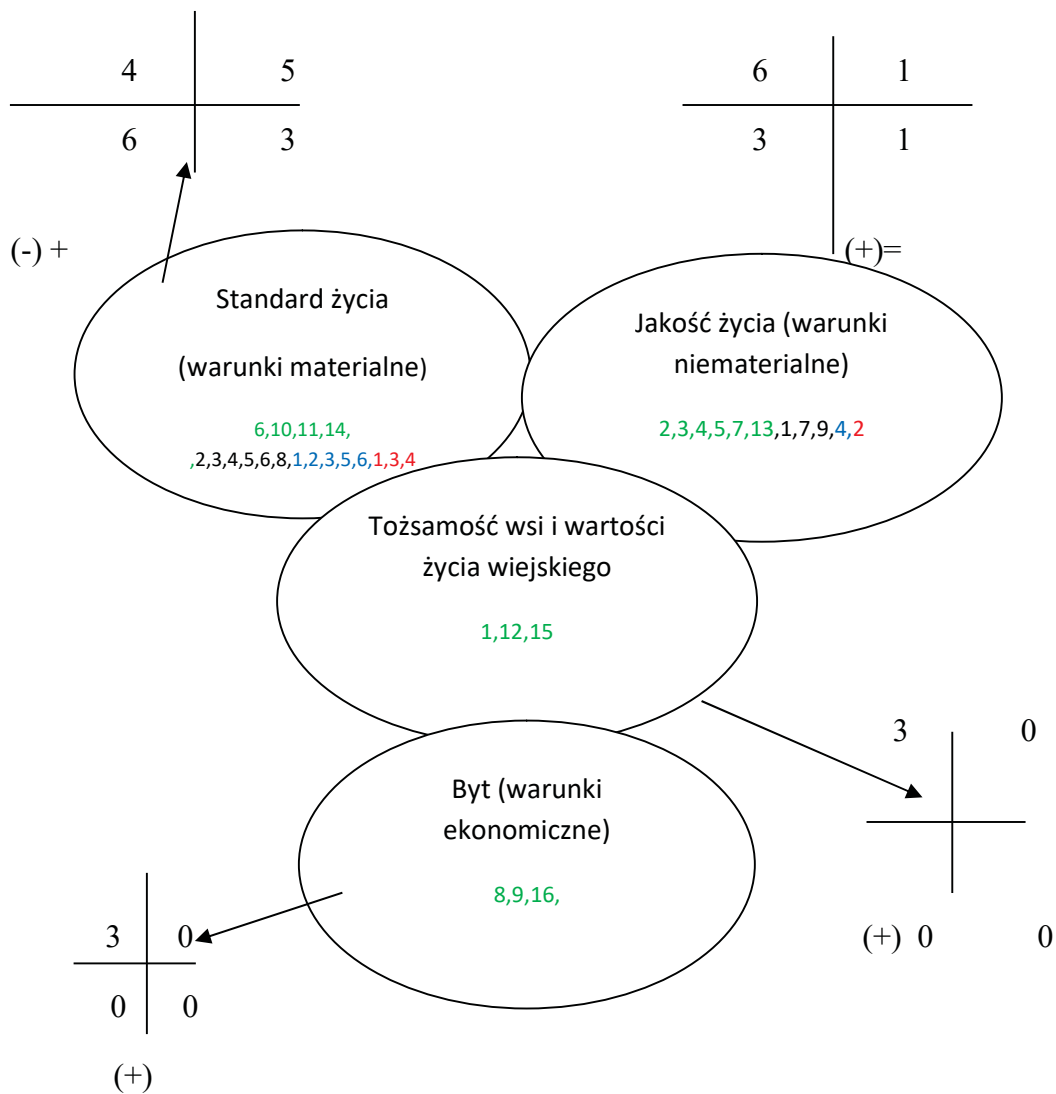 4 5
6 3
6 1
3 1
(-) +
(+)=
Standard życia
(warunki materialne)
6,10,11,14,
,2,3,4,5,6,8,1,2,3,5,6,1,3,4
Jakość życia (warunki
niematerialne)
2,3,4,5,7,13,1,7,9,4,2
Tożsamość wsi i wartości
życia wiejskiego
1,12,15
3 0
(+) 0 0
Byt (warunki
ekonomiczne)
8,9,16,
3 0
0 0
(+)